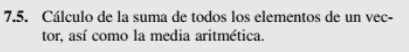 7.5. Cálculo de la suma de todos los elementos de un vec-
tor, así como la media aritmética.